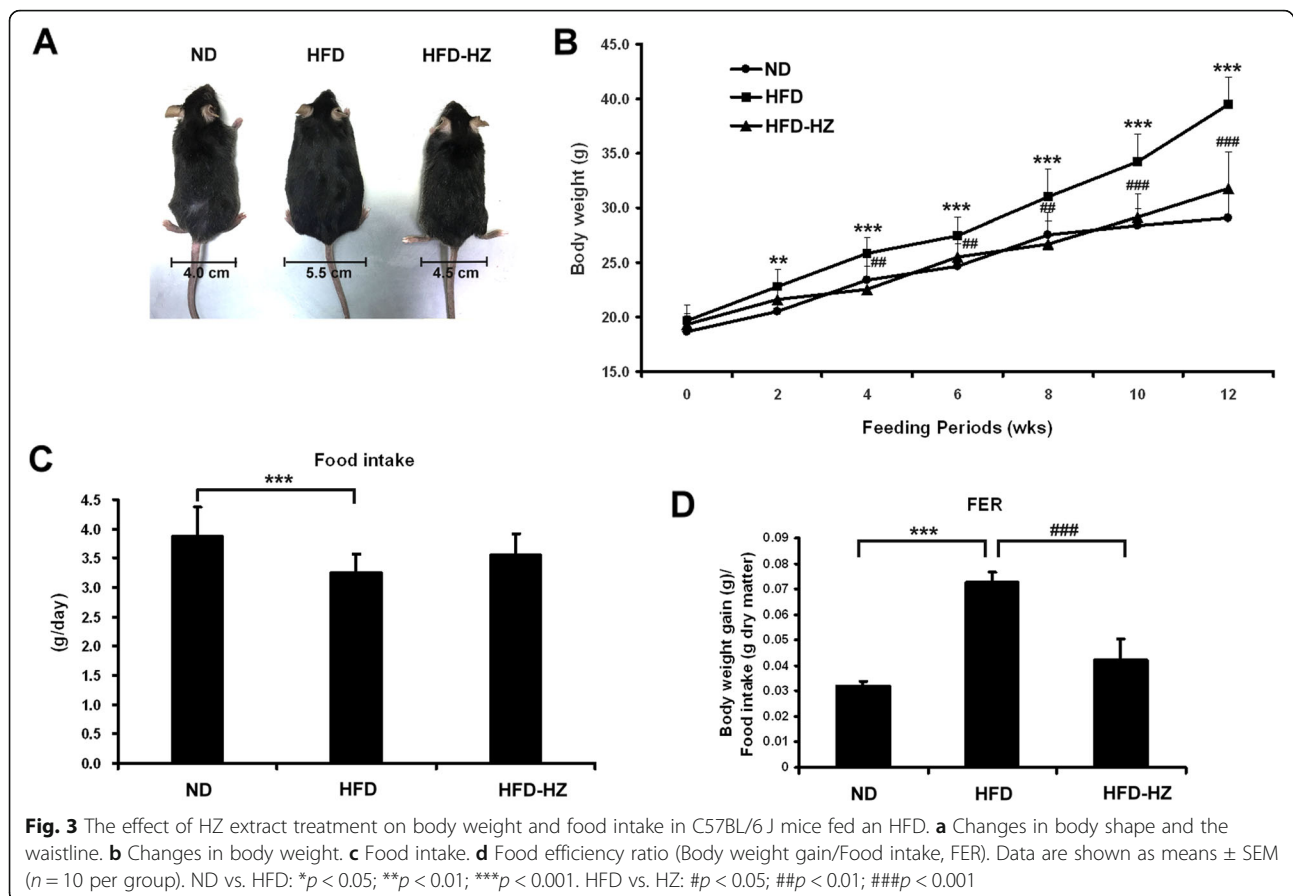 A
ND HFD HFD-HZ
4.0 cm 5.5 cm 4.5 cm
B
ND
HFD
HFD-HZ
Body weight (g)
40.0
35.0
30.0
25.0
20.0
15.0
** *** *** *** *** ***
## ## ## ### ###
0 2 4 6 8 10 12
Feeding Periods (wks)
C
Food intake
***
(g/day)
4.5
4.0
3.5
3.0
2.5
2.0
1.5
1.0
0.5
0.0
ND HFD HFD-HZ
D
FER
*** ###
Body weight gain (g)/
Food intake (g dry matter)
0.09
0.08
0.07
0.06
0.05
0.04
0.03
0.02
0.01
0
ND HFD HFD-HZ
Fig. 3 The effect of HZ extract treatment on body weight and food intake in C57BL/6 J mice fed an HFD. a Changes in body shape and the
waistline. b Changes in body weight. c Food intake. d Food efficiency ratio (Body weight gain/Food intake, FER). Data are shown as means ± SEM
(n = 10 per group). ND vs. HFD: *p < 0.05; **p < 0.01; ***p < 0.001. HFD vs. HZ: #p < 0.05; ##p < 0.01; ###p < 0.001